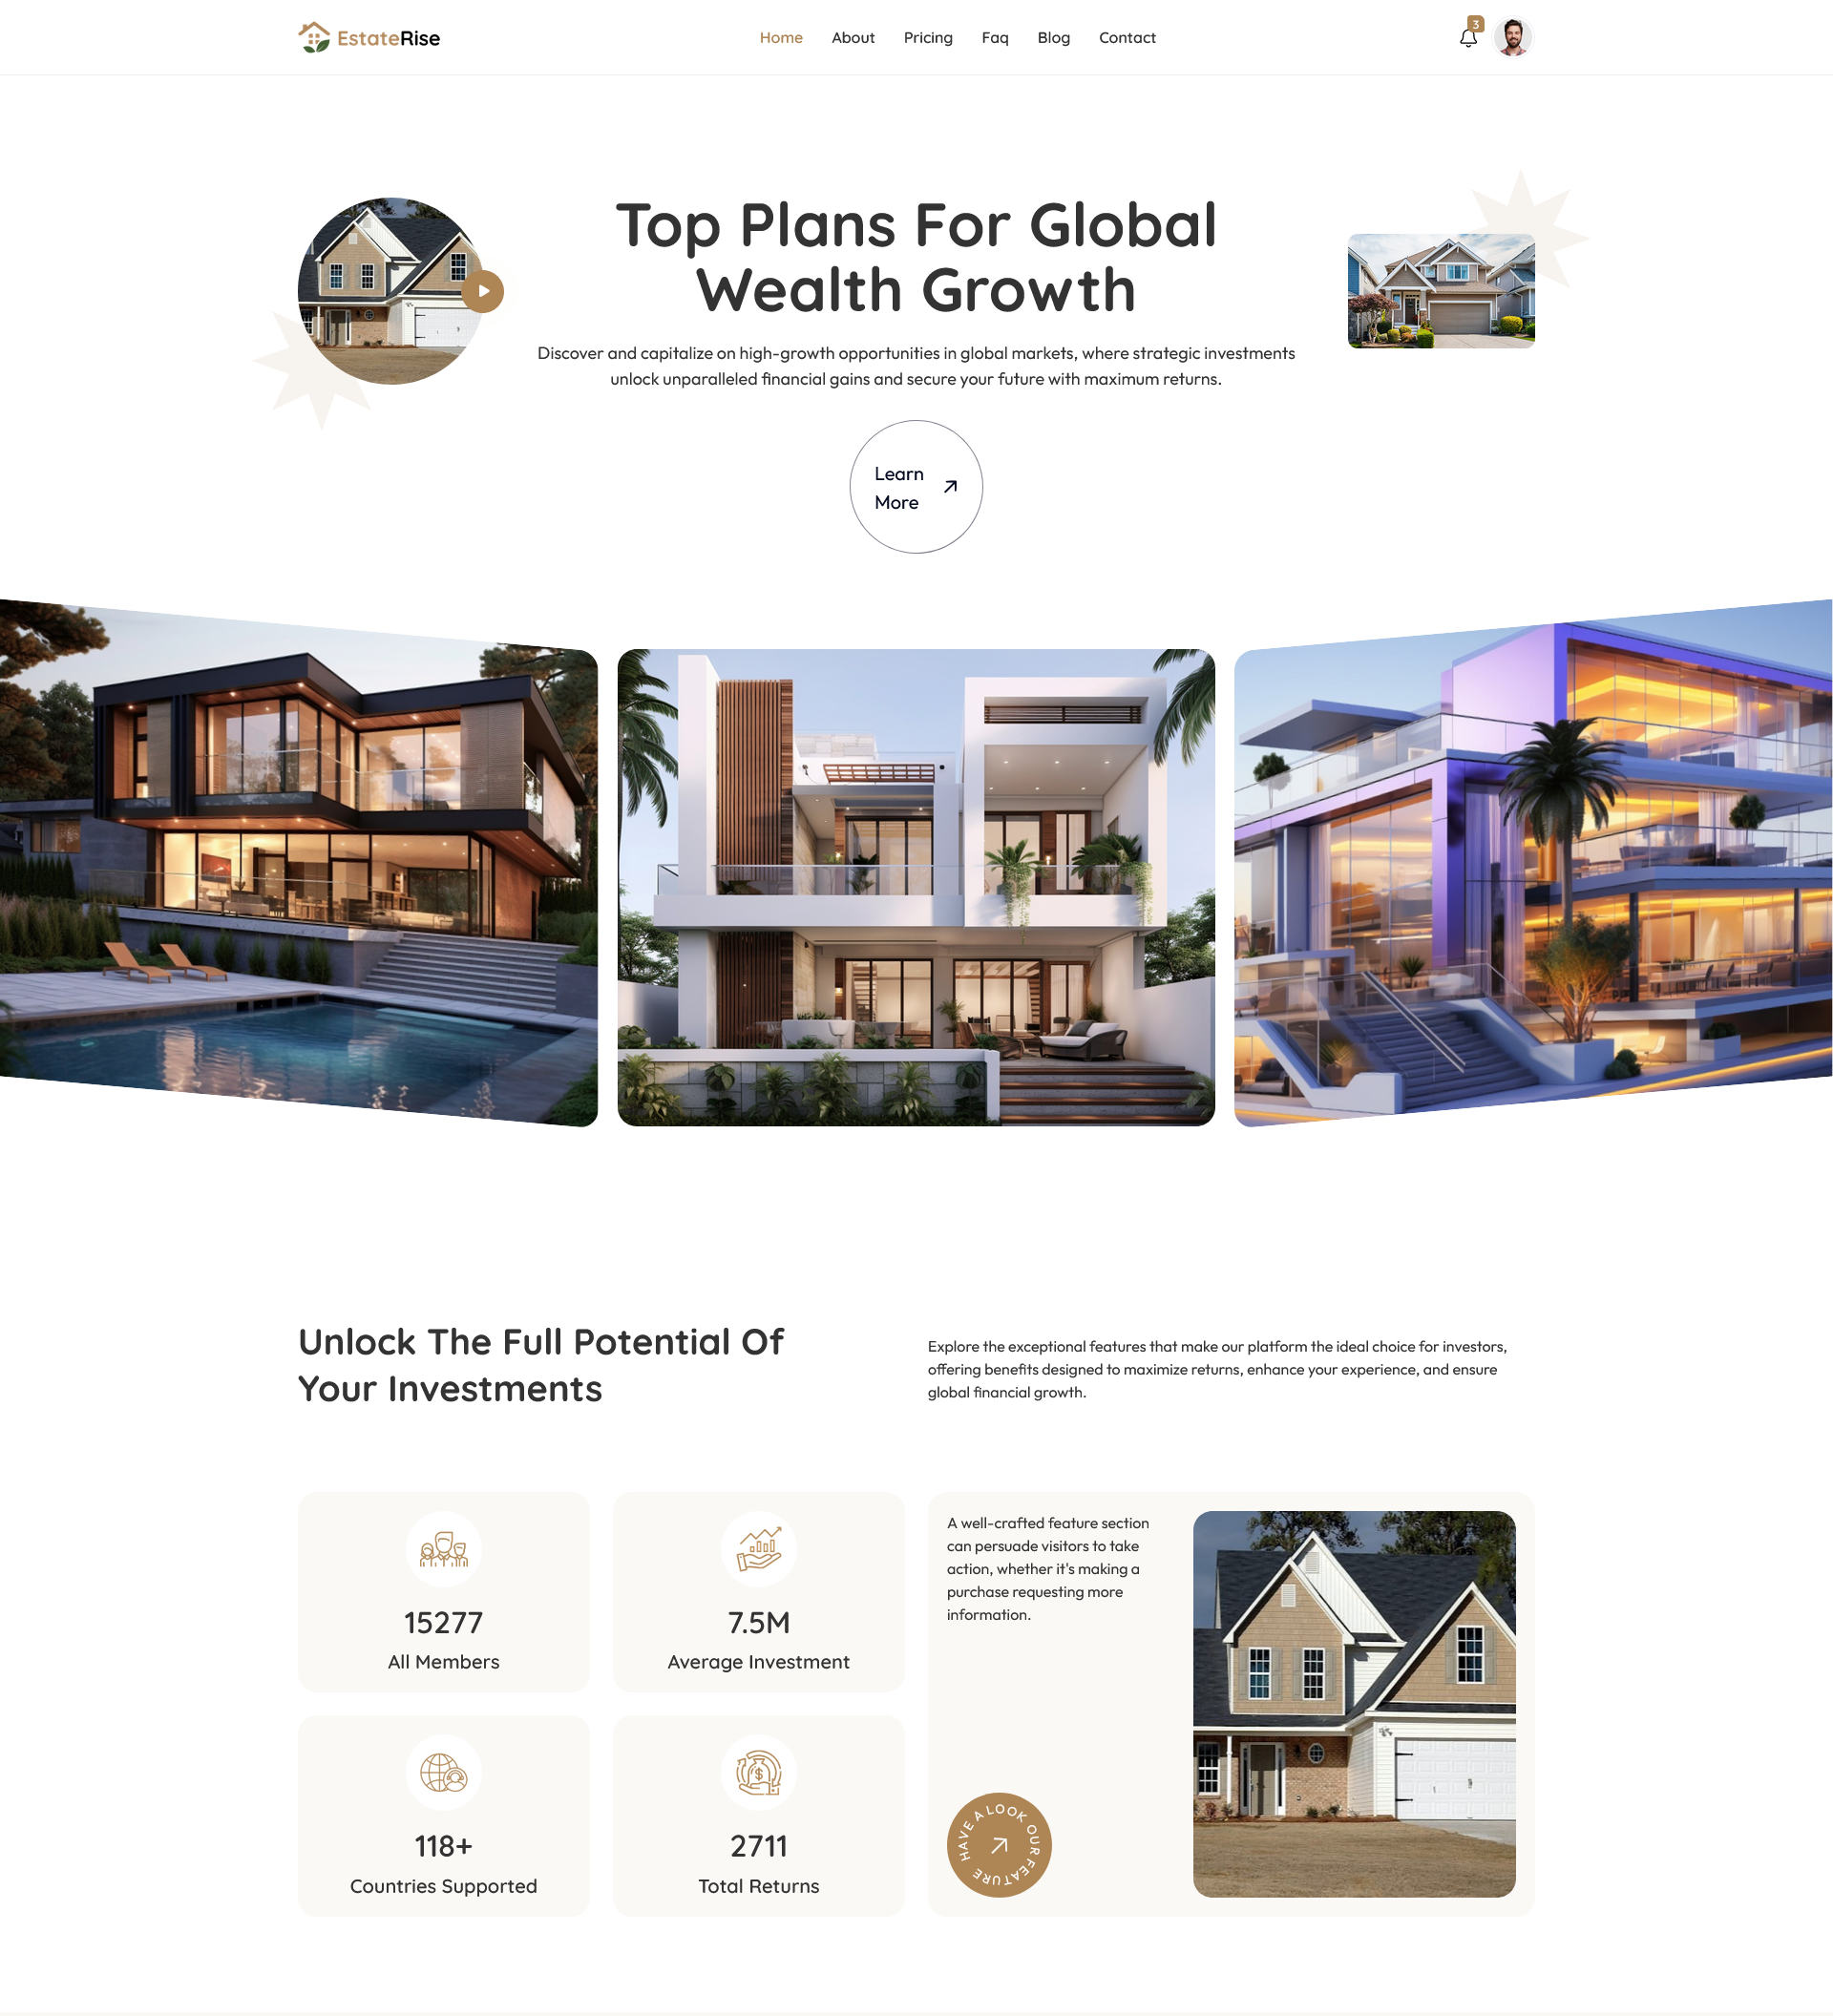 EstateRise
Home
About
Pricing
Faq
Blog
Contact
3
Top Plans For Global
Wealth Growth
Discover and capitalize on high-growth opportunities in global markets, where strategic investments
unlock unparalleled financial gains and secure your future with maximum returns.
Learn
More
Unlock The Full Potential Of
Your Investments
Explore the exceptional features that make our platform the ideal choice for investors,
offering benefits designed to maximize returns, enhance your experience, and ensure
global financial growth.
15277
All Members
7.5M
Average Investment
118+
Countries Supported
2711
Total Returns
A well-crafted feature section
can persuade visitors to take
action, whether it's making a
purchase requesting more
information.
HAVE A LOOK OUR FEATURE